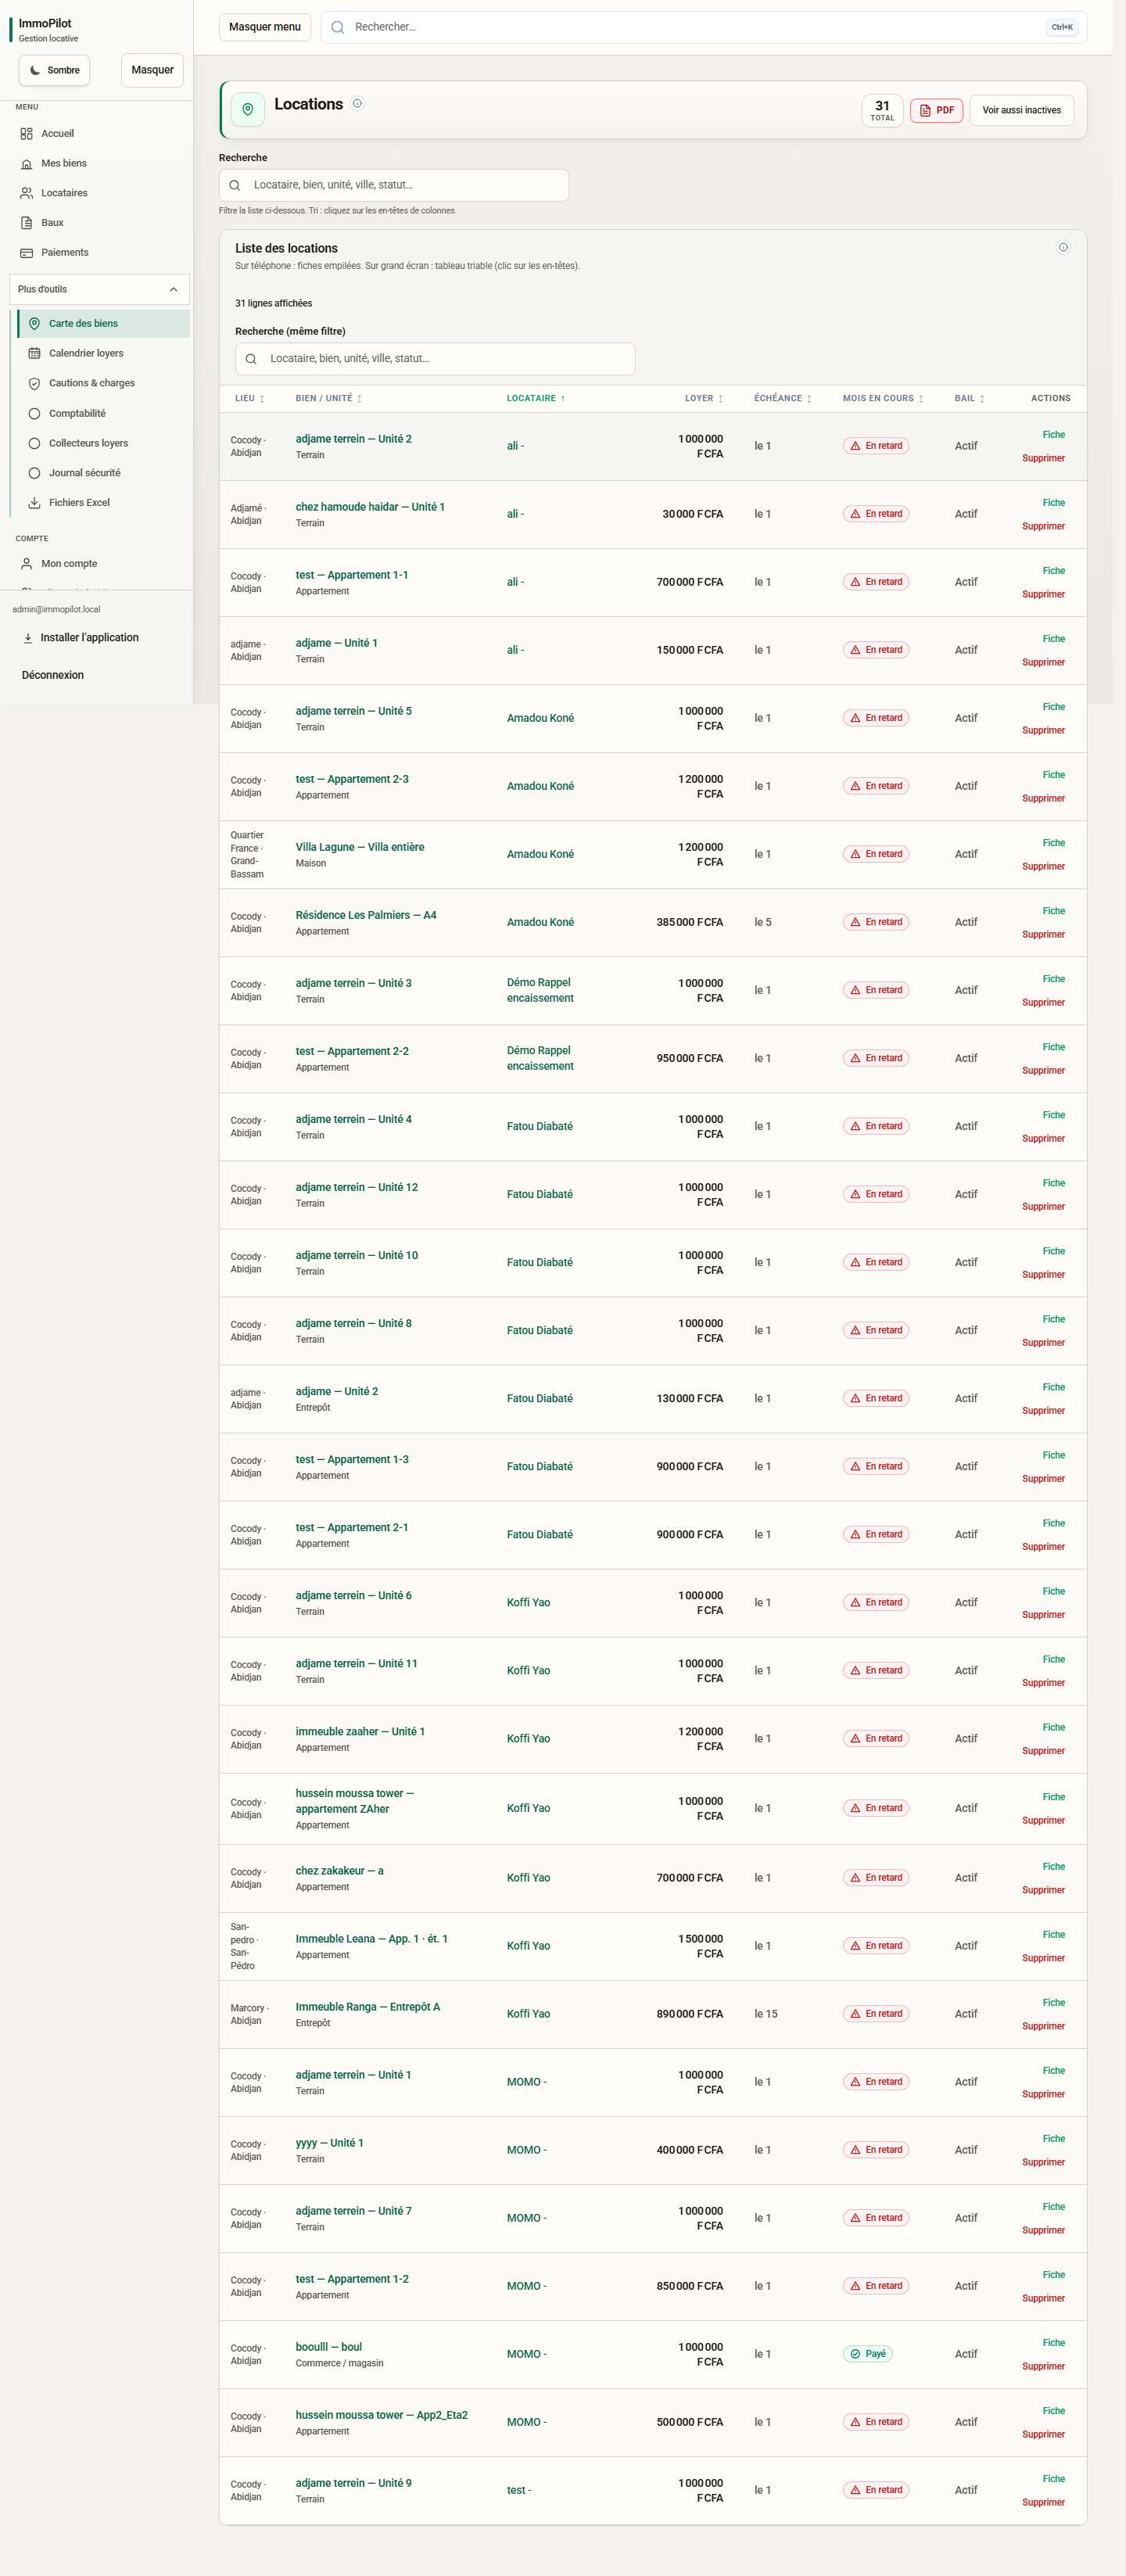 ImmoPilot
Gestion locative
Sombre
Masquer
MENU
Accueil
Mes biens
Locataires
Baux
Paiements
Plus d'outils
Carte des biens
Calendrier loyers
Cautions & charges
Comptabilité
Collecteurs loyers
Journal sécurité
Fichiers Excel
COMPTE
Mon compte
admin@immopilot.local
Installer l'application
Déconnexion
Masquer menu
Rechercher...
Ctrl+K
Locations
31
TOTAL
PDF
Voir aussi inactives
Recherche
Locataire, bien, unité, ville, statut...
Filtre la liste ci-dessous. Tri : cliquez sur les en-têtes de colonnes.
Liste des locations
Sur téléphone : fiches empilées. Sur grand écran : tableau triable (clic sur les en-têtes).
31 lignes affichées
Recherche (même filtre)
Locataire, bien, unité, ville, statut...
LIEU ↕ BIEN / UNITÉ ↕ LOCATAIRE ↑ LOYER ↕ ÉCHÉANCE ↕ MOIS EN COURS ↕ BAIL ↕ ACTIONS
Cocody · Abidjan adjame terrein — Unité 2 Terrain ali - 1 000 000 F CFA le 1 En retard Actif Fiche Supprimer
Adjamé · Abidjan chez hamoude haidar — Unité 1 Terrain ali - 30 000 F CFA le 1 En retard Actif Fiche Supprimer
Cocody · Abidjan test — Appartement 1-1 Appartement ali - 700 000 F CFA le 1 En retard Actif Fiche Supprimer
adjame · Abidjan adjame — Unité 1 Terrain ali - 150 000 F CFA le 1 En retard Actif Fiche Supprimer
Cocody · Abidjan adjame terrein — Unité 5 Terrain Amadou Koné 1 000 000 F CFA le 1 En retard Actif Fiche Supprimer
Cocody · Abidjan test — Appartement 2-3 Appartement Amadou Koné 1 200 000 F CFA le 1 En retard Actif Fiche Supprimer
Quartier France · Grand-Bassam Villa Lagune — Villa entière Maison Amadou Koné 1 200 000 F CFA le 1 En retard Actif Fiche Supprimer
Cocody · Abidjan Résidence Les Palmiers — A4 Appartement Amadou Koné 385 000 F CFA le 5 En retard Actif Fiche Supprimer
Cocody · Abidjan adjame terrein — Unité 3 Terrain Démo Rappel encaissement 1 000 000 F CFA le 1 En retard Actif Fiche Supprimer
Cocody · Abidjan test — Appartement 2-2 Appartement Démo Rappel encaissement 950 000 F CFA le 1 En retard Actif Fiche Supprimer
Cocody · Abidjan adjame terrein — Unité 4 Terrain Fatou Diabaté 1 000 000 F CFA le 1 En retard Actif Fiche Supprimer
Cocody · Abidjan adjame terrein — Unité 12 Terrain Fatou Diabaté 1 000 000 F CFA le 1 En retard Actif Fiche Supprimer
Cocody · Abidjan adjame terrein — Unité 10 Terrain Fatou Diabaté 1 000 000 F CFA le 1 En retard Actif Fiche Supprimer
Cocody · Abidjan adjame terrein — Unité 8 Terrain Fatou Diabaté 1 000 000 F CFA le 1 En retard Actif Fiche Supprimer
adjame · Abidjan adjame — Unité 2 Entrepôt Fatou Diabaté 130 000 F CFA le 1 En retard Actif Fiche Supprimer
Cocody · Abidjan test — Appartement 1-3 Appartement Fatou Diabaté 900 000 F CFA le 1 En retard Actif Fiche Supprimer
Cocody · Abidjan test — Appartement 2-1 Appartement Fatou Diabaté 900 000 F CFA le 1 En retard Actif Fiche Supprimer
Cocody · Abidjan adjame terrein — Unité 6 Terrain Koffi Yao 1 000 000 F CFA le 1 En retard Actif Fiche Supprimer
Cocody · Abidjan adjame terrein — Unité 11 Terrain Koffi Yao 1 000 000 F CFA le 1 En retard Actif Fiche Supprimer
Cocody · Abidjan immeuble zaaher — Unité 1 Appartement Koffi Yao 1 200 000 F CFA le 1 En retard Actif Fiche Supprimer
Cocody · Abidjan hussein moussa tower — appartement ZAher Appartement Koffi Yao 1 000 000 F CFA le 1 En retard Actif Fiche Supprimer
Cocody · Abidjan chez zakakeur — a Appartement Koffi Yao 700 000 F CFA le 1 En retard Actif Fiche Supprimer
San-pedro · San-Pédro Immeuble Leana — App. 1 · ét. 1 Appartement Koffi Yao 1 500 000 F CFA le 1 En retard Actif Fiche Supprimer
Marcory · Abidjan Immeuble Ranga — Entrepôt A Entrepôt Koffi Yao 890 000 F CFA le 15 En retard Actif Fiche Supprimer
Cocody · Abidjan adjame terrein — Unité 1 Terrain MOMO - 1 000 000 F CFA le 1 En retard Actif Fiche Supprimer
Cocody · Abidjan yyyy — Unité 1 Terrain MOMO - 400 000 F CFA le 1 En retard Actif Fiche Supprimer
Cocody · Abidjan adjame terrein — Unité 7 Terrain MOMO - 1 000 000 F CFA le 1 En retard Actif Fiche Supprimer
Cocody · Abidjan test — Appartement 1-2 Appartement MOMO - 850 000 F CFA le 1 En retard Actif Fiche Supprimer
Cocody · Abidjan booulll — boul Commerce / magasin MOMO - 1 000 000 F CFA le 1 Payé Actif Fiche Supprimer
Cocody · Abidjan hussein moussa tower — App2_Eta2 Appartement MOMO - 500 000 F CFA le 1 En retard Actif Fiche Supprimer
Cocody · Abidjan adjame terrein — Unité 9 Terrain test - 1 000 000 F CFA le 1 En retard Actif Fiche Supprimer